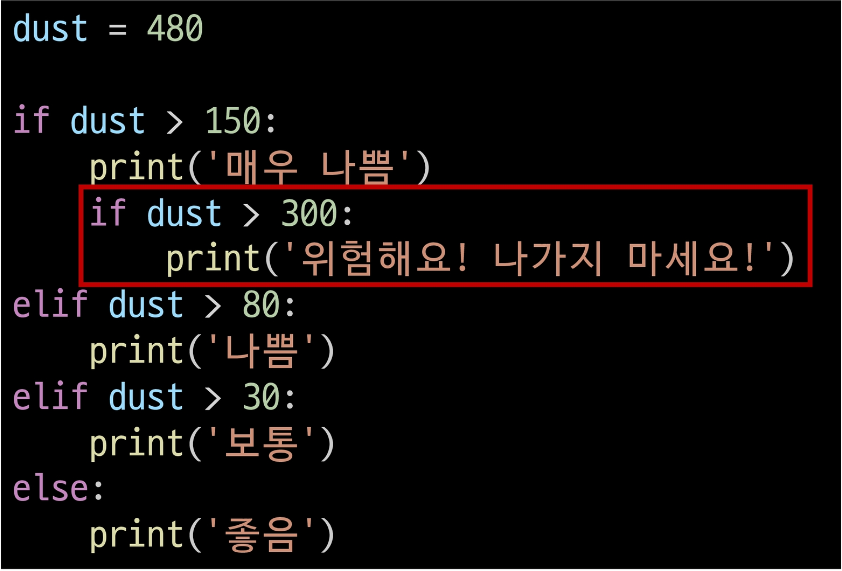 dust = 480
if dust > 150:
    print('매우 나쁨')
    if dust > 300:
        print('위험해요! 나가지 마세요!')
elif dust > 80:
    print('나쁨')
elif dust > 30:
    print('보통')
else:
    print('좋음')